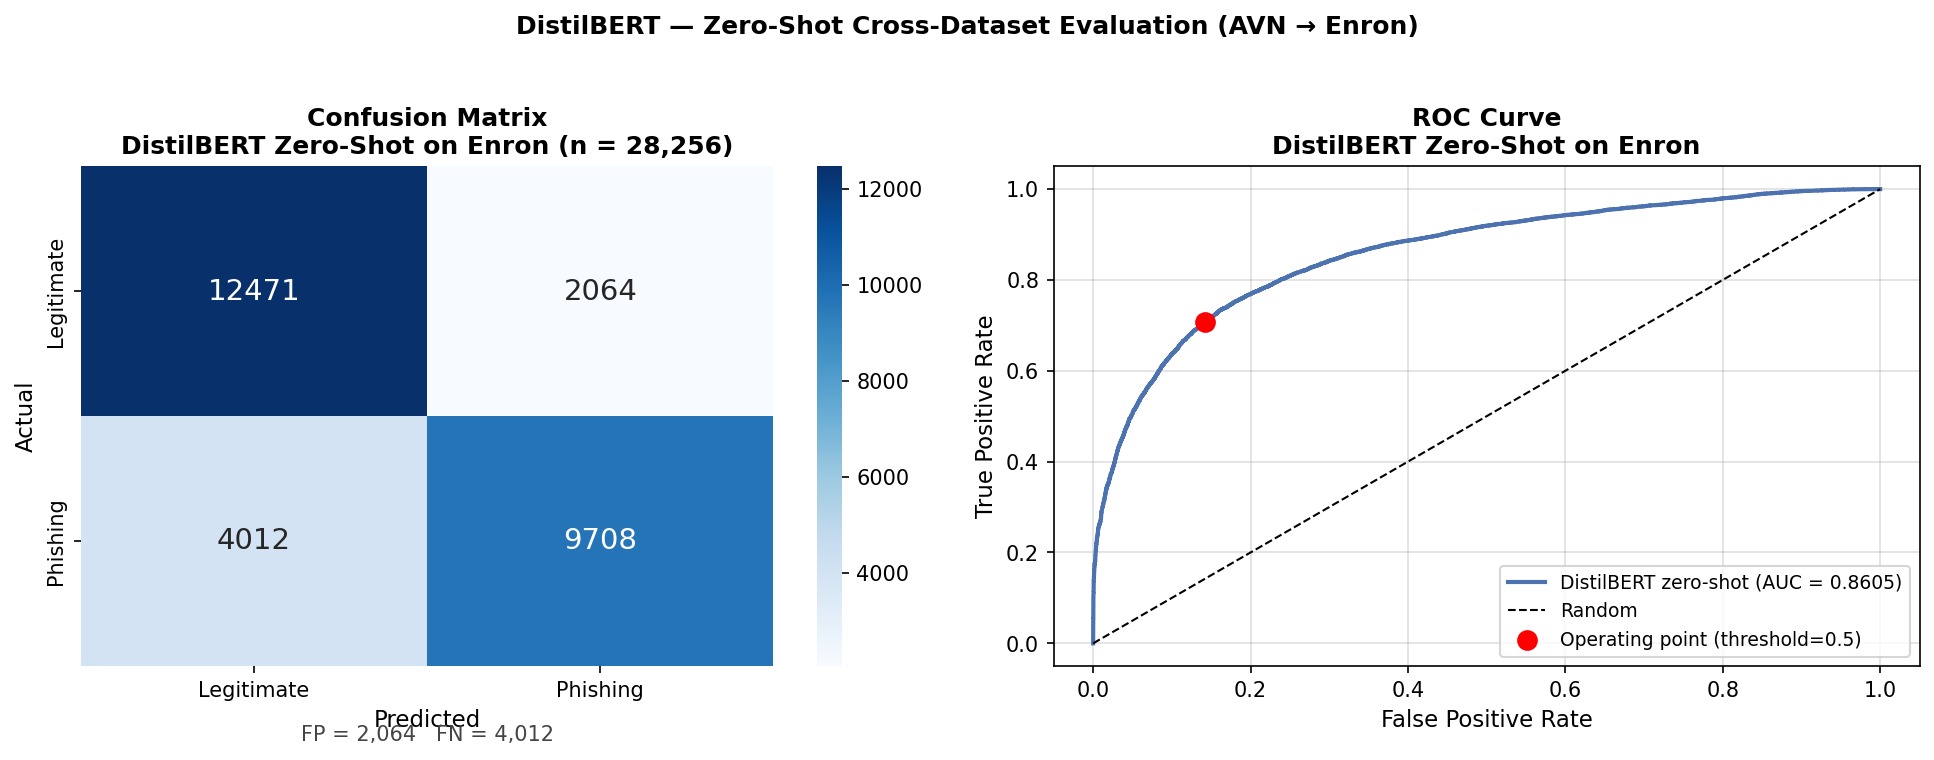 DistilBERT — Zero-Shot Cross-Dataset Evaluation (AVN → Enron)
Confusion Matrix
DistilBERT Zero-Shot on Enron (n = 28,256)
Actual
Legitimate
Phishing
12471
2064
4012
9708
Legitimate
Phishing
Predicted
FP = 2,064 FN = 4,012
12000
10000
8000
6000
4000
ROC Curve
DistilBERT Zero-Shot on Enron
True Positive Rate
1.0
0.8
0.6
0.4
0.2
0.0
0.0
0.2
0.4
0.6
0.8
1.0
False Positive Rate
DistilBERT zero-shot (AUC = 0.8605)
Random
Operating point (threshold=0.5)